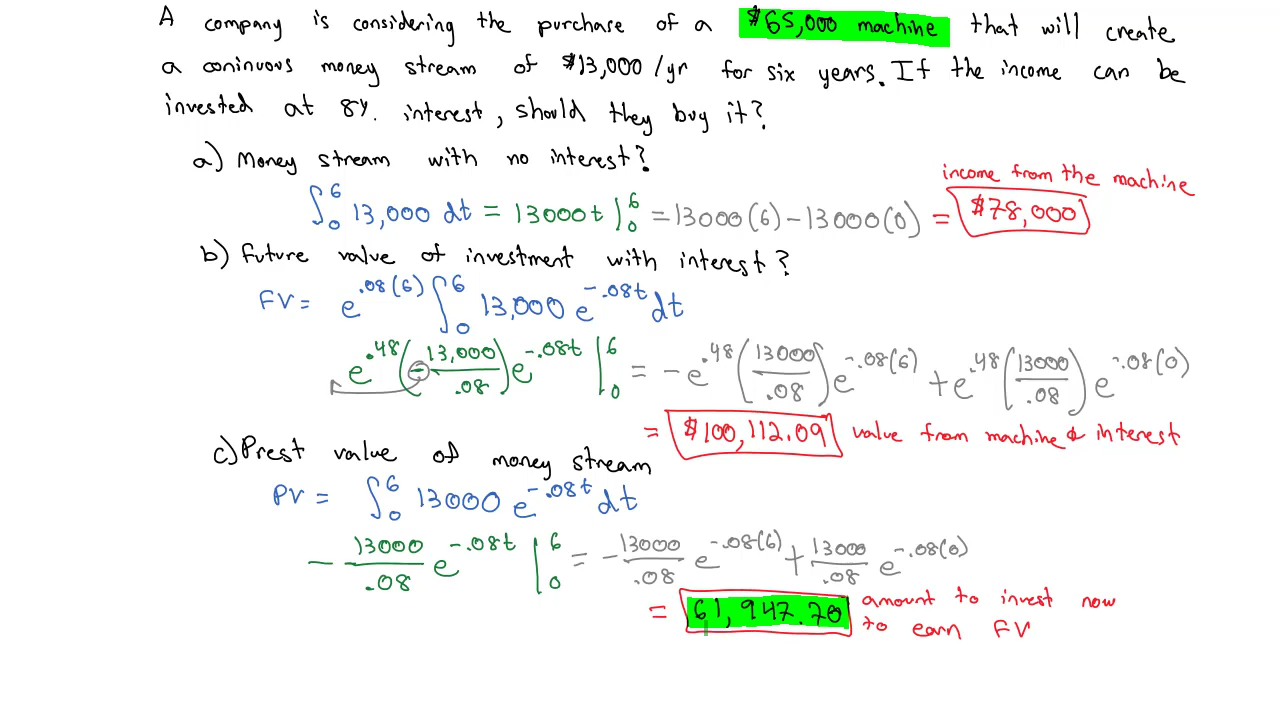 A company is considering the purchase of a $65,000 machine that will create
a coninuous money stream of $13,000/yr for six years. If the income can be
invested at 8% interest, should they buy it?
a) Money stream with no interest?
income from the machine
∫₀⁶ 13,000 dt = 13000t |₀⁶ = 13000(6) - 13000(0) = $78,000
b) Future value of investment with interest?
FV = e^.08(6) ∫₀⁶ 13,000 e^-.08t dt
e^.48 (-13,000/.08) e^-.08t |₀⁶ = -e^.48 (13000/.08) e^-.08(6) + e^.48 (13000/.08) e^-.08(0)
= $100,112.09 value from machine & interest
c) Prest value of money stream
PV = ∫₀⁶ 13000 e^-.08t dt
-13000/.08 e^-.08t |₀⁶ = -13000/.08 e^-.08(6) + 13000/.08 e^-.08(0)
= 61,947.70 amount to invest now
to earn FV